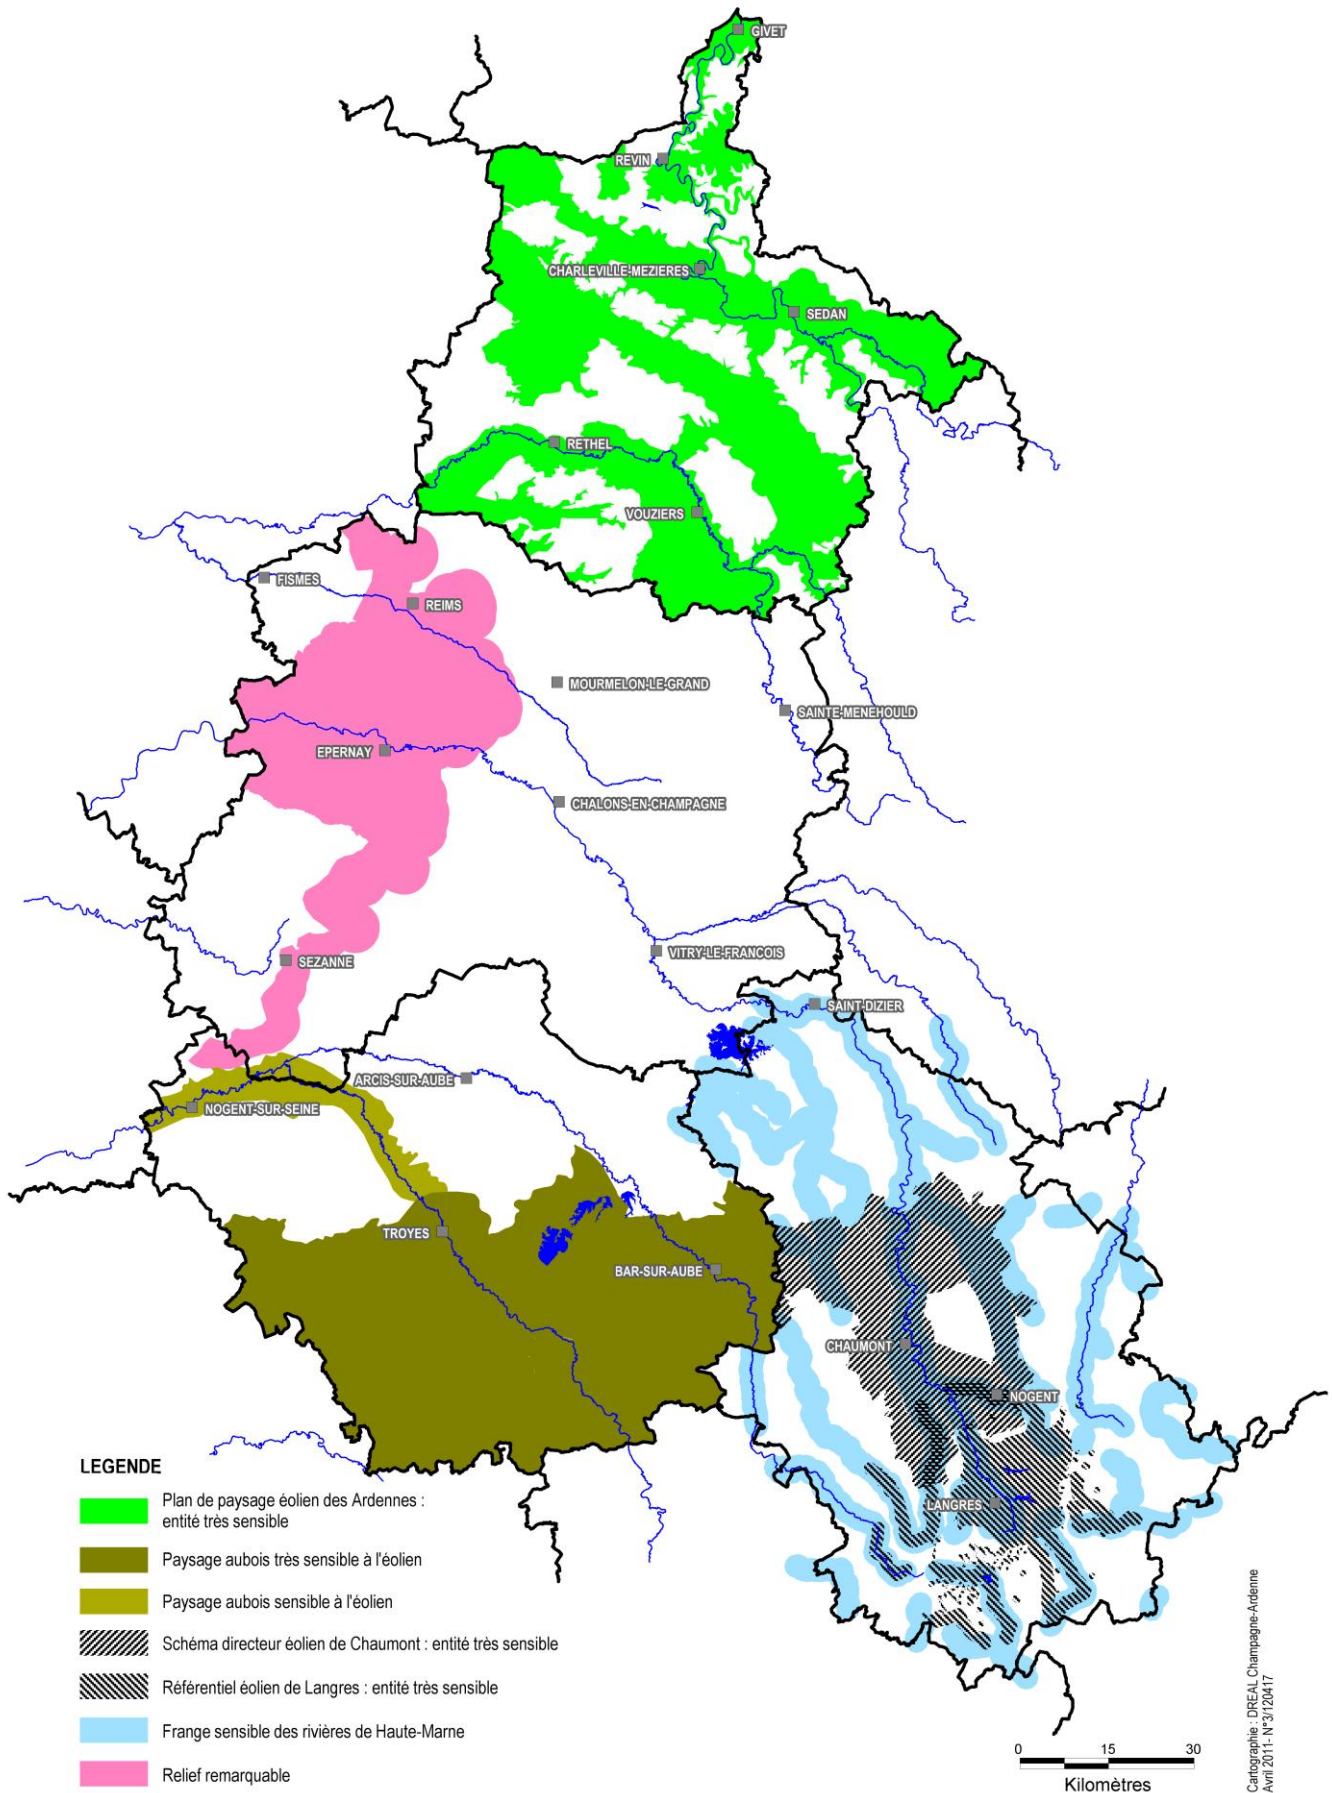 GIVET
REVIN
CHARLEVILLE-MEZIERES
SEDAN
RETHEL
VOUZIERS
FISMES
REIMS
MOURMELON-LE-GRAND
SAINTE-MENEHOULD
EPERNAY
CHALONS-EN-CHAMPAGNE
VITRY-LE-FRANCOIS
SEZANNE
SAINT-DIZIER
ARCIS-SUR-AUBE
NOGENT-SUR-SEINE
TROYES
BAR-SUR-AUBE
CHAUMONT
NOGENT
LANGRES
LEGENDE
Plan de paysage éolien des Ardennes :
entité très sensible
Paysage aubois très sensible à l'éolien
Paysage aubois sensible à l'éolien
Schéma directeur éolien de Chaumont : entité très sensible
Référentiel éolien de Langres : entité très sensible
Frange sensible des rivières de Haute-Marne
Relief remarquable
0 15 30
Kilomètres
Cartographie : DREAL Champagne-Ardenne
Avril 2011- N°3/120417